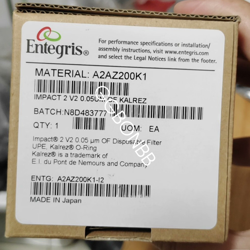 Entegris
For performance specifications or installation/
assembly instructions, visit www.entegris.com
and select the Legal Notices link from the footer.
MATERIAL: A2AZ200K1
IMPACT 2 V2 0.05U OF KALREZ
BATCH: N8D483777
QTY: 1 UOM: EA
Impact® 2 V2 0.05 μm OF Disposable Filter
UPE, Kalrez® O-Ring
Kalrez® is a trademark of
E.I. du Pont de Nemours and Company.
ENTG: A2AZ200K1-I2
MADE IN JAPAN